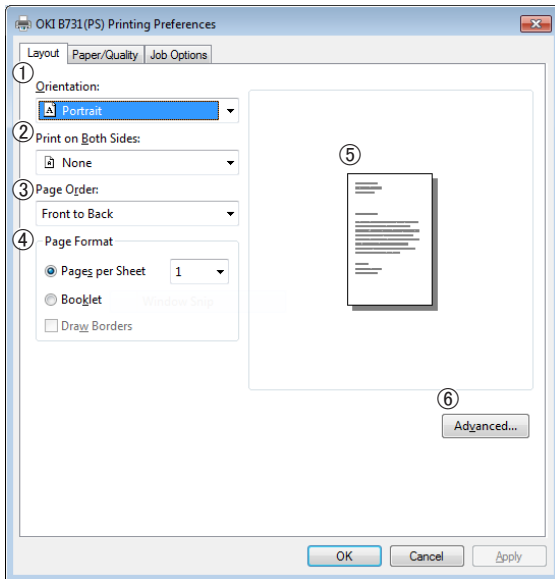 OKI B731(PS) Printing Preferences
Layout Paper/Quality Job Options
①
Orientation:
Portrait
② Print on Both Sides:
None
③ Page Order:
Front to Back
④ Page Format
Pages per Sheet 1
Booklet
Draw Borders
⑤
⑥
Advanced...
OK Cancel Apply